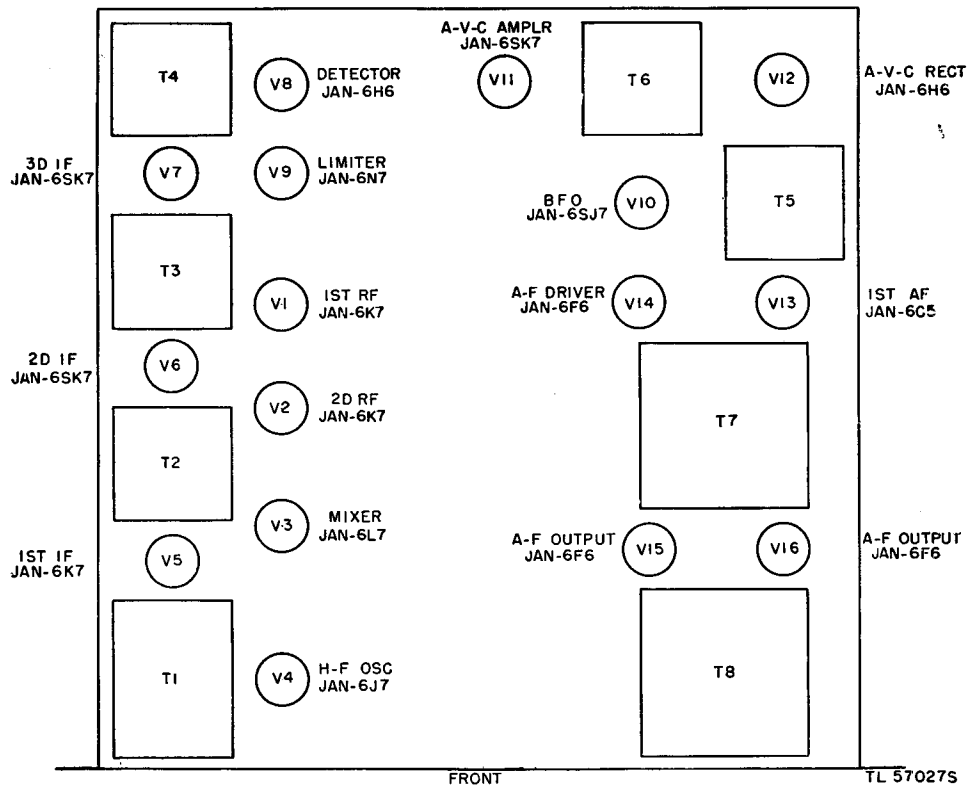 A-V-C AMPLR
JAN-6SK7
T4
V8
DETECTOR
JAN-6H6
V11
T6
V12
A-V-C RECT
JAN-6H6
3D IF
JAN-6SK7
V7
V9
LIMITER
JAN-6N7
BFO
JAN-6SJ7
V10
T5
T3
V1
1ST RF
JAN-6K7
A-F DRIVER
JAN-6F6
V14
V13
1ST AF
JAN-6C5
2D IF
JAN-6SK7
V6
V2
2D RF
JAN-6K7
T7
T2
V3
MIXER
JAN-6L7
1ST IF
JAN-6K7
V5
A-F OUTPUT
JAN-6F6
V15
V16
A-F OUTPUT
JAN-6F6
T1
V4
H-F OSC
JAN-6J7
T8
FRONT
TL 57027S